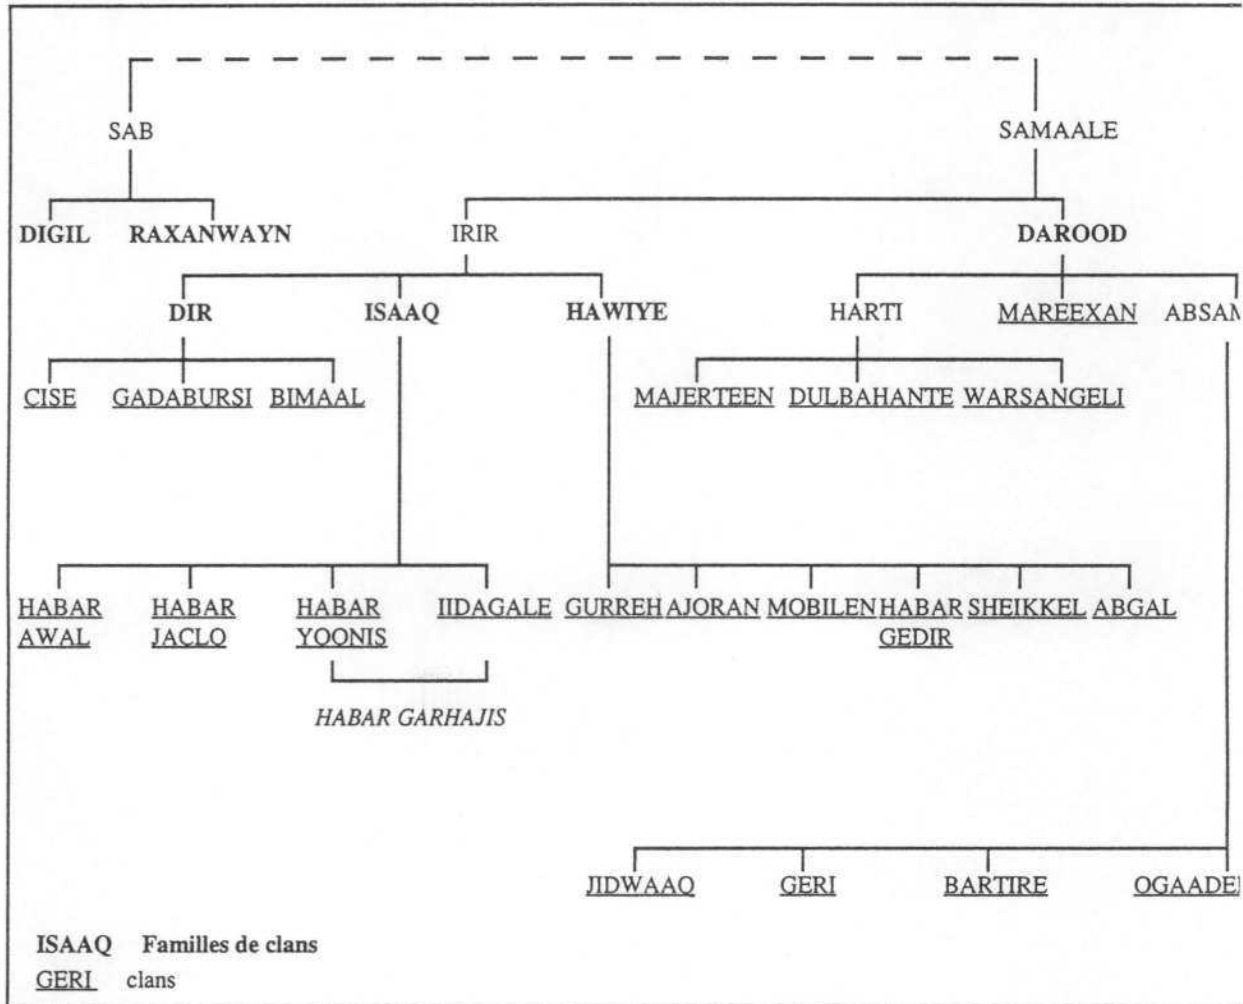 SAB SAMAALE
DIGIL RAXANWAYN IRIR DAROOD
DIR ISAAQ HAWIYE HARTI MAREEXAN ABSAM
CISE GADABURSI BIMAAL MAJERTEEN DULBAHANTE WARSANGELI
HABAR HABAR HABAR IIDAGALE GURREH AJORAN MOBILEN HABAR SHEIKKEL ABGAL
AWAL JACLO YOONIS GEDIR
HABAR GARHAJIS
JIDWAAQ GERI BARTIRE OGAADE
ISAAQ Familles de clans
GERI clans